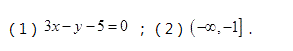 (1) 3x−y−5=0 ; (2) (−∞,−1] .